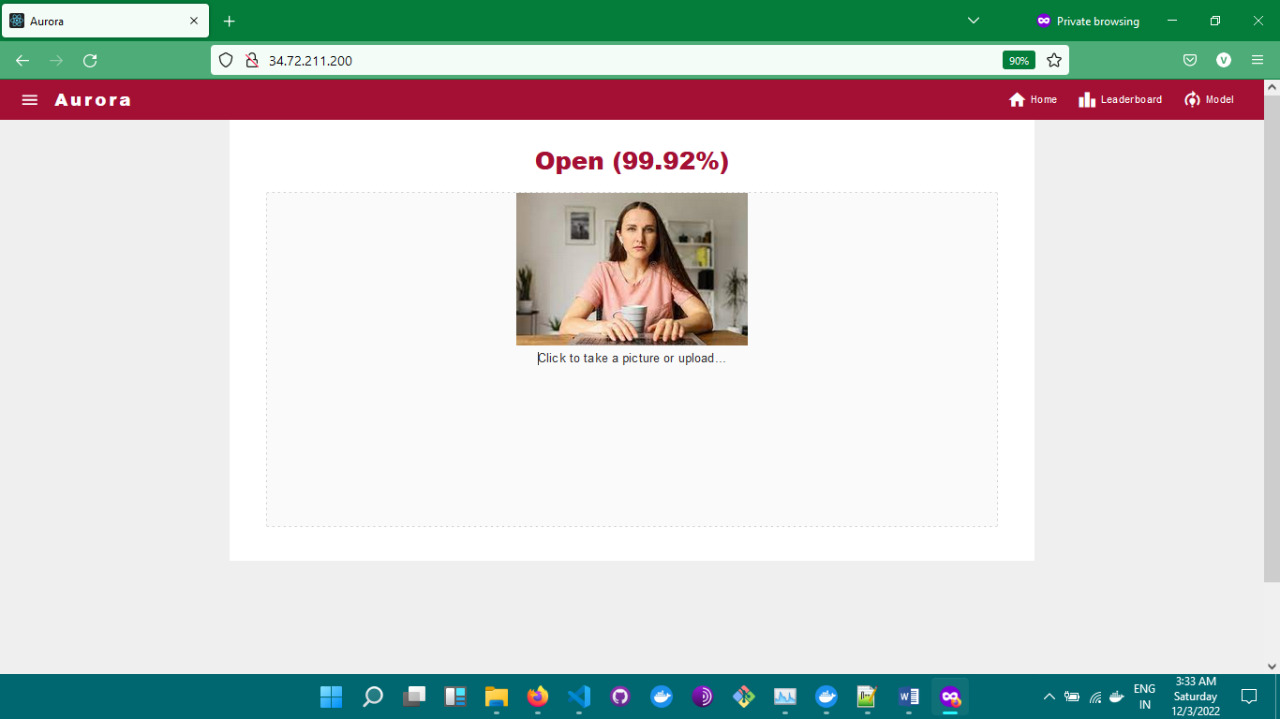 Aurora
Private browsing
34.72.211.200
90%
V
Aurora
Home
Leaderboard
Model
Open (99.92%)
Click to take a picture or upload...
ENG
IN
3:33 AM
Saturday
12/3/2022